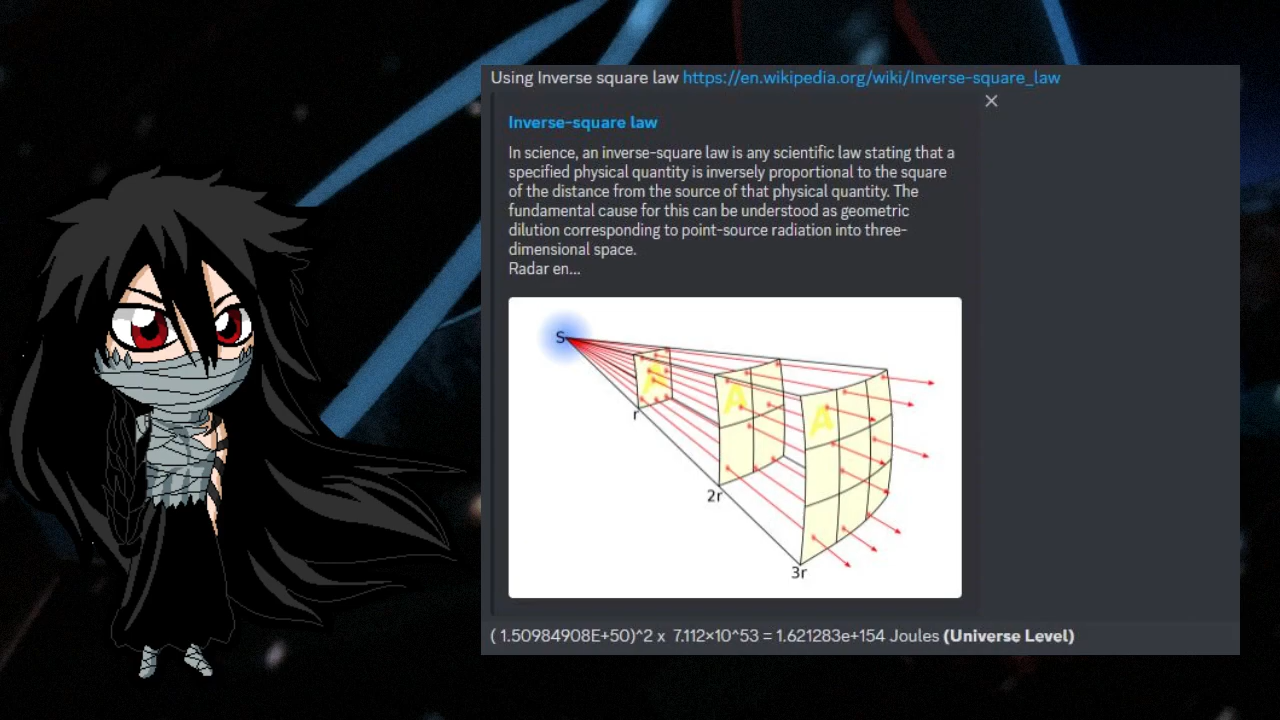 Using Inverse square law https://en.wikipedia.org/wiki/Inverse-square_law
Inverse-square law
In science, an inverse-square law is any scientific law stating that a
specified physical quantity is inversely proportional to the square
of the distance from the source of that physical quantity. The
fundamental cause for this can be understood as geometric
dilution corresponding to point-source radiation into three-
dimensional space.
Radar en...
S
A
A
A
r
2r
3r
( 1.50984908E+50)^2 x 7.112×10^53 = 1.621283e+154 Joules (Universe Level)